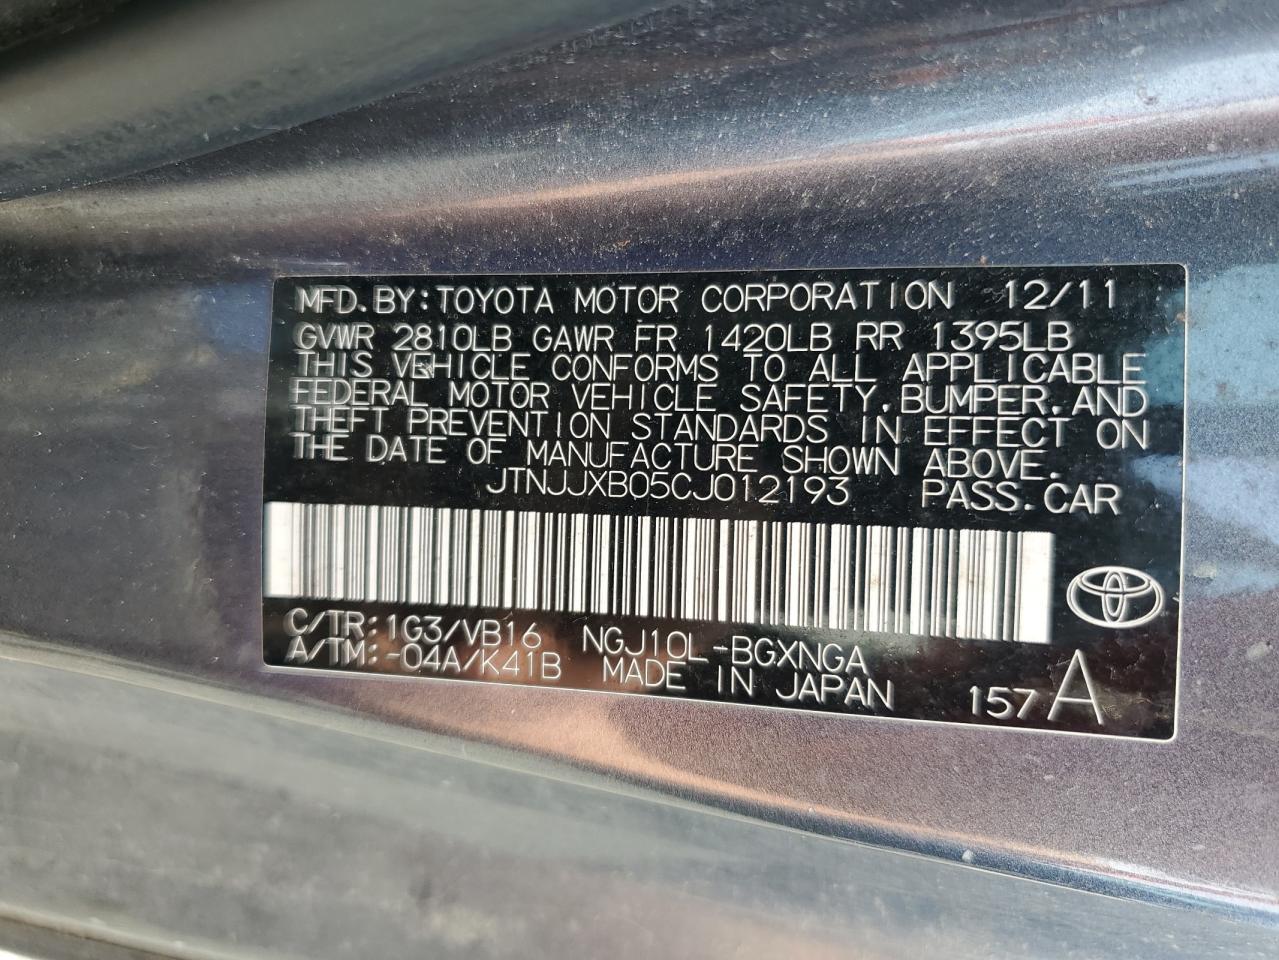 MFD.BY:TOYOTA MOTOR CORPORATION 12/11
GVWR 2810LB GAWR FR 1420LB RR 1395LB
THIS VEHICLE CONFORMS TO ALL APPLICABLE
FEDERAL MOTOR VEHICLE SAFETY,BUMPER,AND
THEFT PREVENTION STANDARDS IN EFFECT ON
THE DATE OF MANUFACTURE SHOWN ABOVE.
JTNJJXB05CJ012193 PASS.CAR
C/TR:1G3/VB16 NGJ10L-BGXNGA
A/TM:-04A/K41B MADE IN JAPAN 157 A